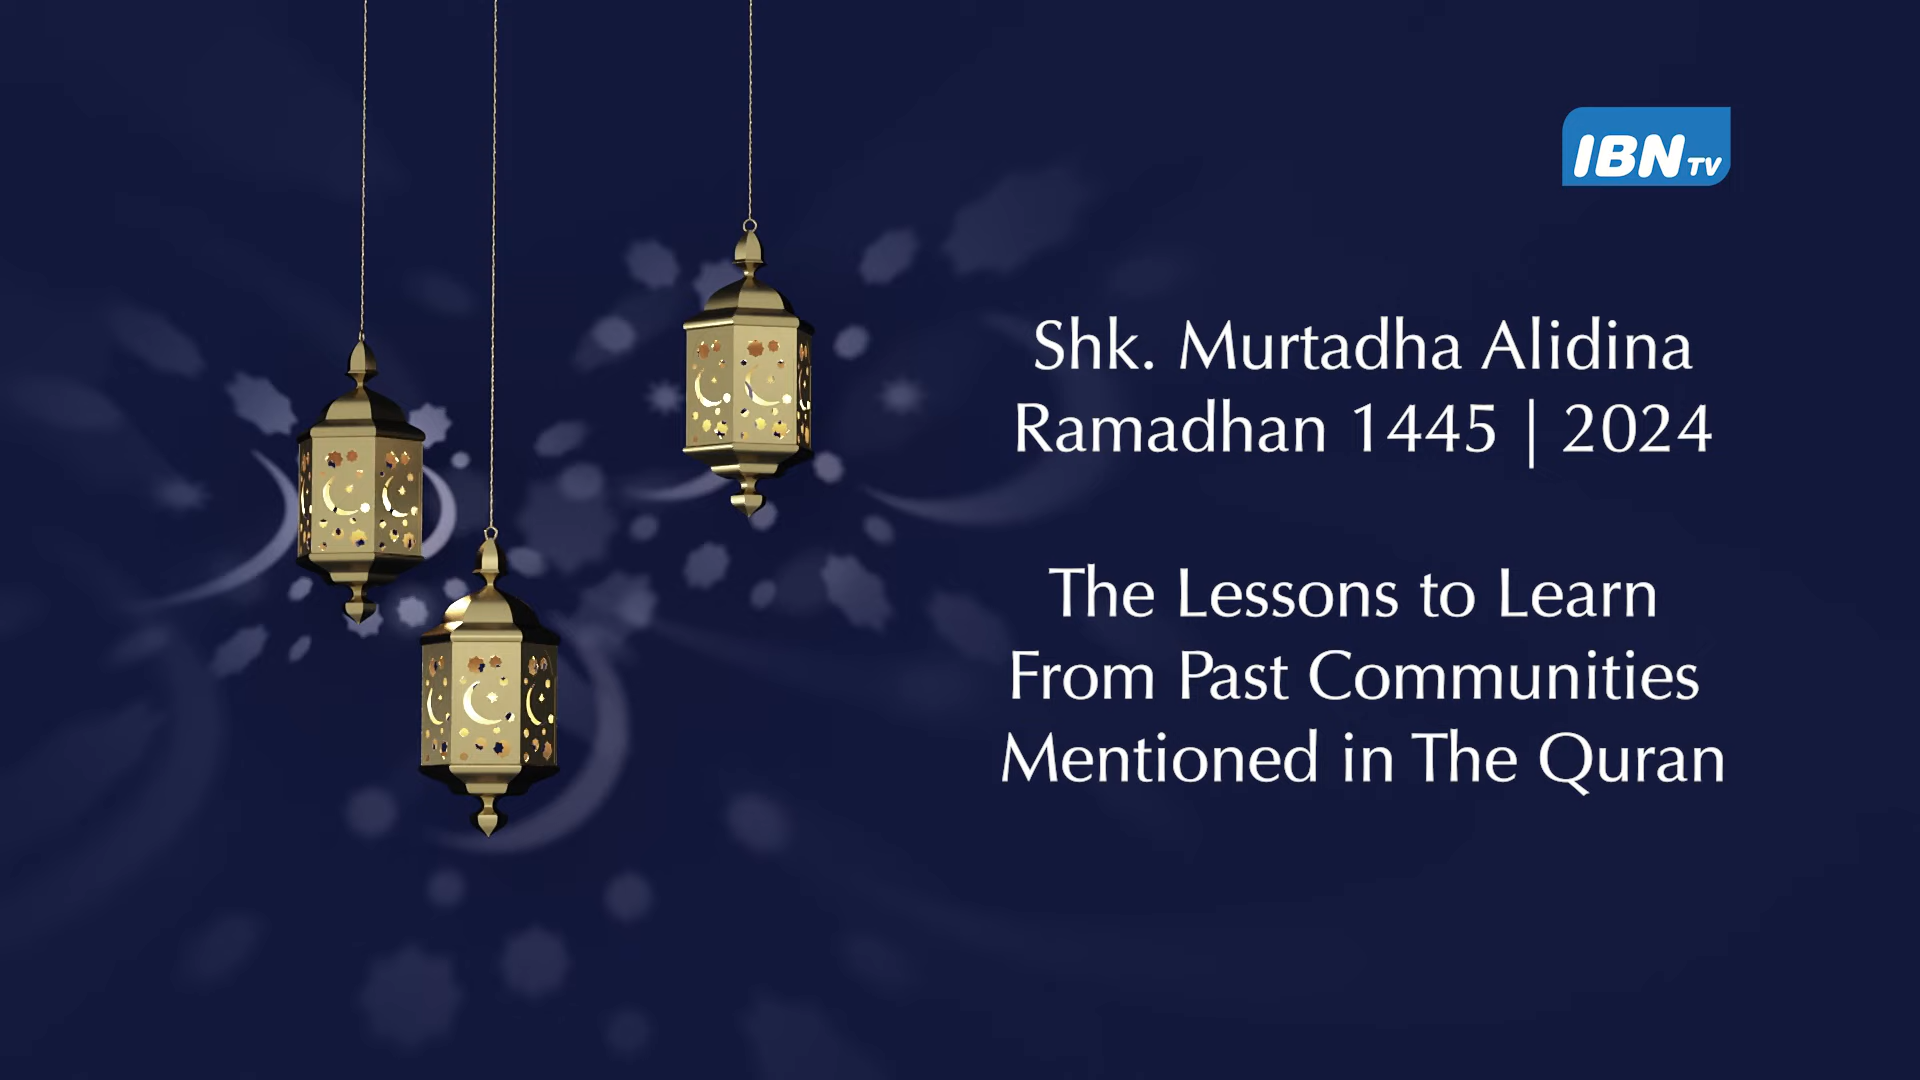 IBN TV
Shk. Murtadha Alidina
Ramadhan 1445 | 2024
The Lessons to Learn
From Past Communities
Mentioned in The Quran